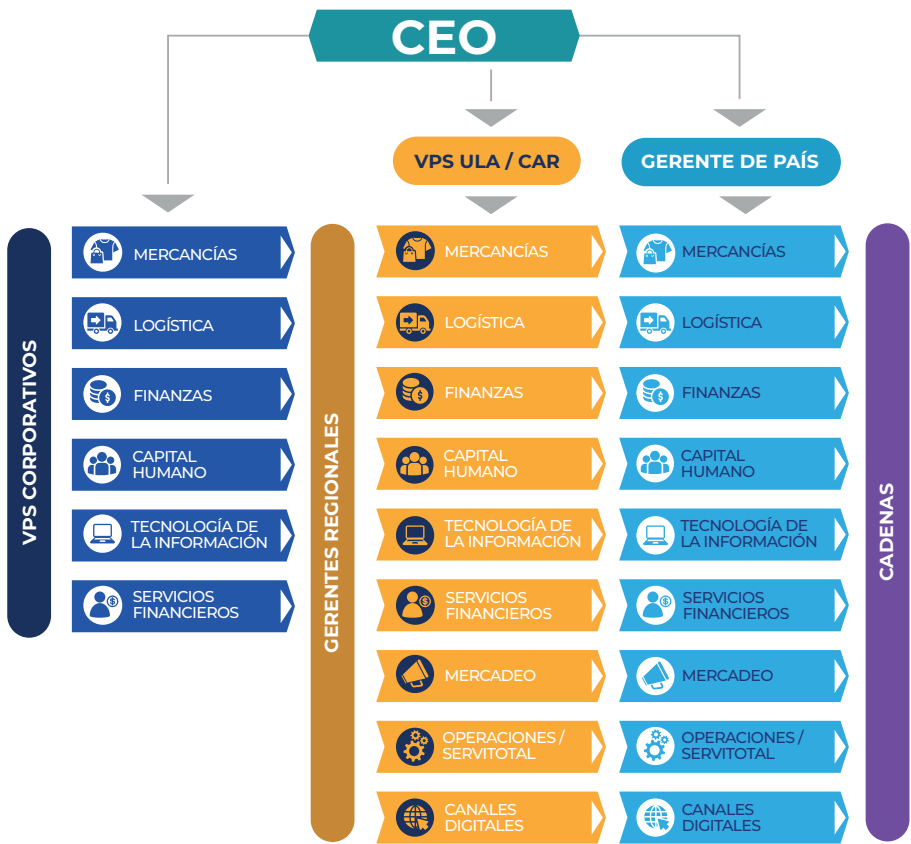 CEO
VPS ULA / CAR
GERENTE DE PAÍS
VPS CORPORATIVOS
MERCANCÍAS
LOGÍSTICA
FINANZAS
CAPITAL
HUMANO
TECNOLOGÍA DE
LA INFORMACIÓN
SERVICIOS
FINANCIEROS
GERENTES REGIONALES
MERCANCÍAS
LOGÍSTICA
FINANZAS
CAPITAL
HUMANO
TECNOLOGÍA DE
LA INFORMACIÓN
SERVICIOS
FINANCIEROS
MERCADEO
OPERACIONES /
SERVITOTAL
CANALES
DIGITALES
MERCANCÍAS
LOGÍSTICA
FINANZAS
CAPITAL
HUMANO
TECNOLOGÍA DE
LA INFORMACIÓN
SERVICIOS
FINANCIEROS
MERCADEO
OPERACIONES /
SERVITOTAL
CANALES
DIGITALES
CADENAS